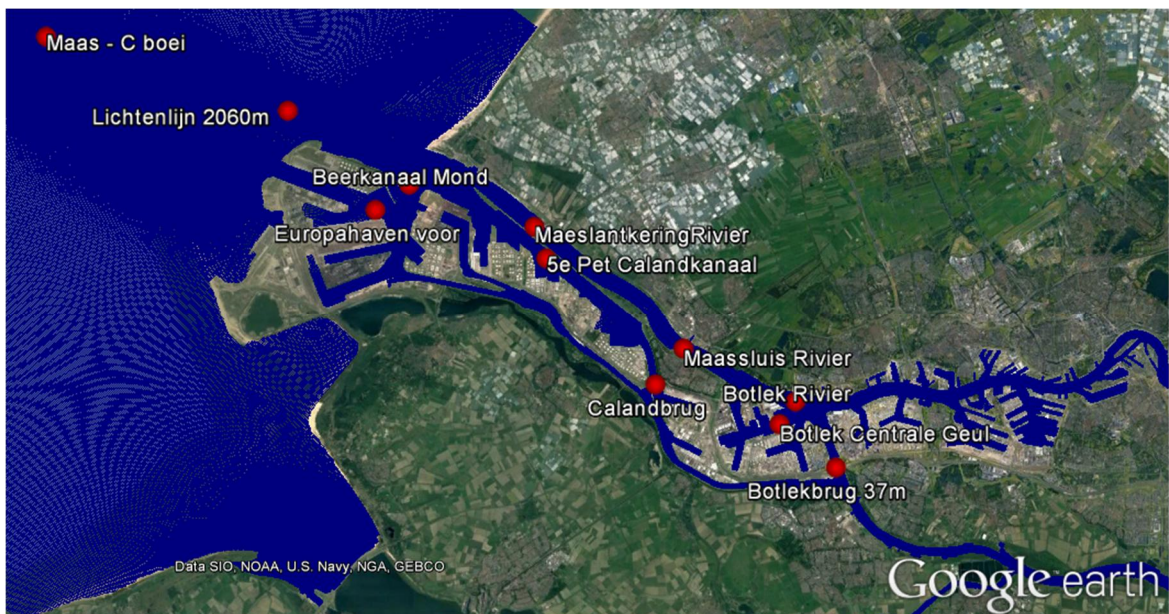 Maas - C boei
Lichtenlijn 2060m
Beerkanaal Mond
Europahaven voor
MaeslantkeringRivier
5e Pet Calandkanaal
Maassluis Rivier
Botlek Rivier
Calandbrug
Botlek Centrale Geul
Botlekbrug 37m
Data SIO, NOAA, U.S. Navy, NGA, GEBCO
Google earth